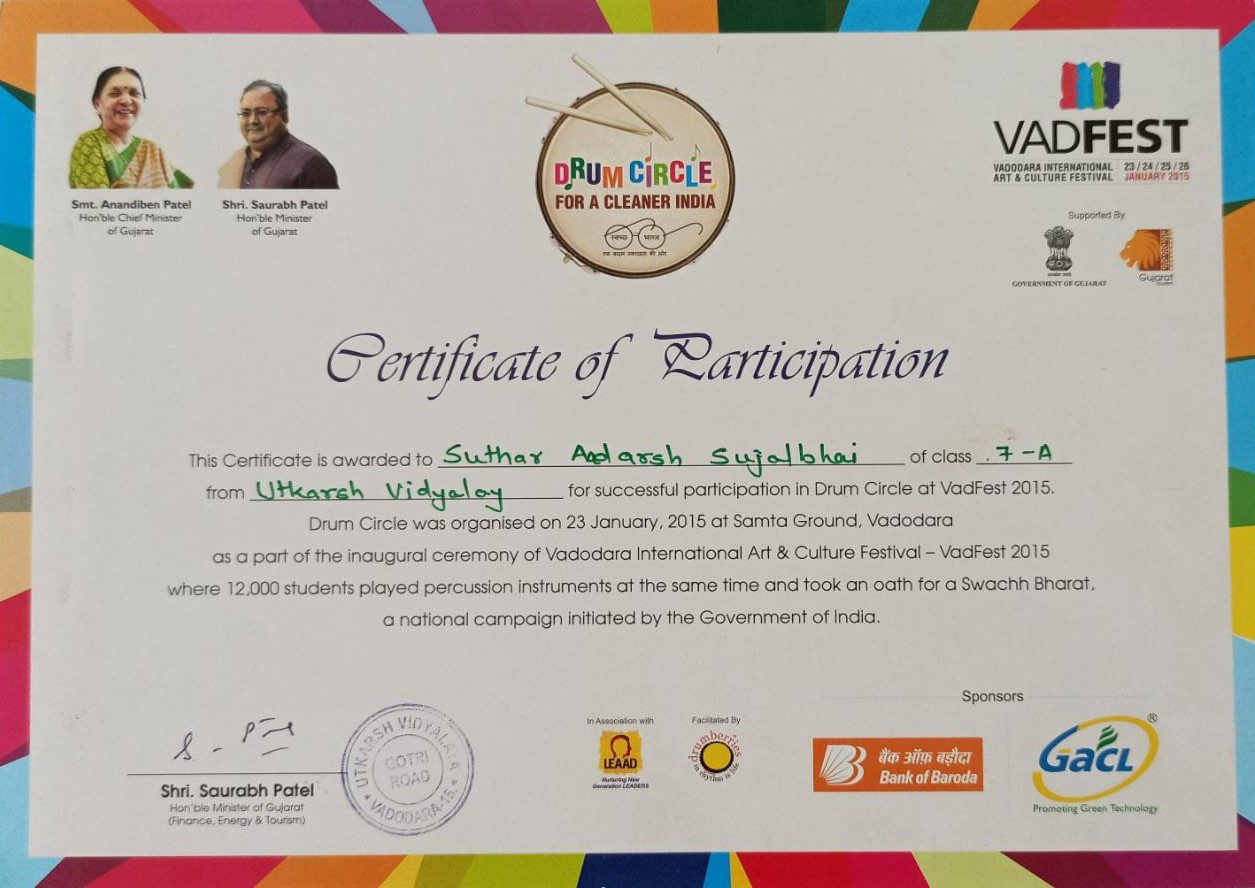 Smt. Anandiben Patel
Hon'ble Chief Minister
of Gujarat
Shri. Saurabh Patel
Hon'ble Minister
of Gujarat
DRUM CIRCLE
FOR A CLEANER INDIA
स्वच्छ भारत
एक कदम स्वच्छता की ओर
VADFEST
VADODARA INTERNATIONAL
ART & CULTURE FESTIVAL
23 / 24 / 25 / 26
JANUARY 2015
Supported By
GOVERNMENT OF GUJARAT
Gujarat
Certificate of Participation
This Certificate is awarded to Suthar Aadarsh Sujalbhai of class 7-A
from Utkarsh Vidyalay for successful participation in Drum Circle at VadFest 2015.
Drum Circle was organised on 23 January, 2015 at Samta Ground, Vadodara
as a part of the inaugural ceremony of Vadodara International Art & Culture Festival – VadFest 2015
where 12,000 students played percussion instruments at the same time and took an oath for a Swachh Bharat,
a national campaign initiated by the Government of India.
Shri. Saurabh Patel
Hon'ble Minister of Gujarat
(Finance, Energy & Tourism)
UTKARSH VIDYALAYA
COTRI
ROAD
VADODARA-15.
In Association with
LEAAD
Nurturing New
Generation LEADERS
Facilitated By
drumberries
in rhythm is life
Sponsors
बैंक ऑफ़ बड़ौदा
Bank of Baroda
GACL ®
Promoting Green Technology